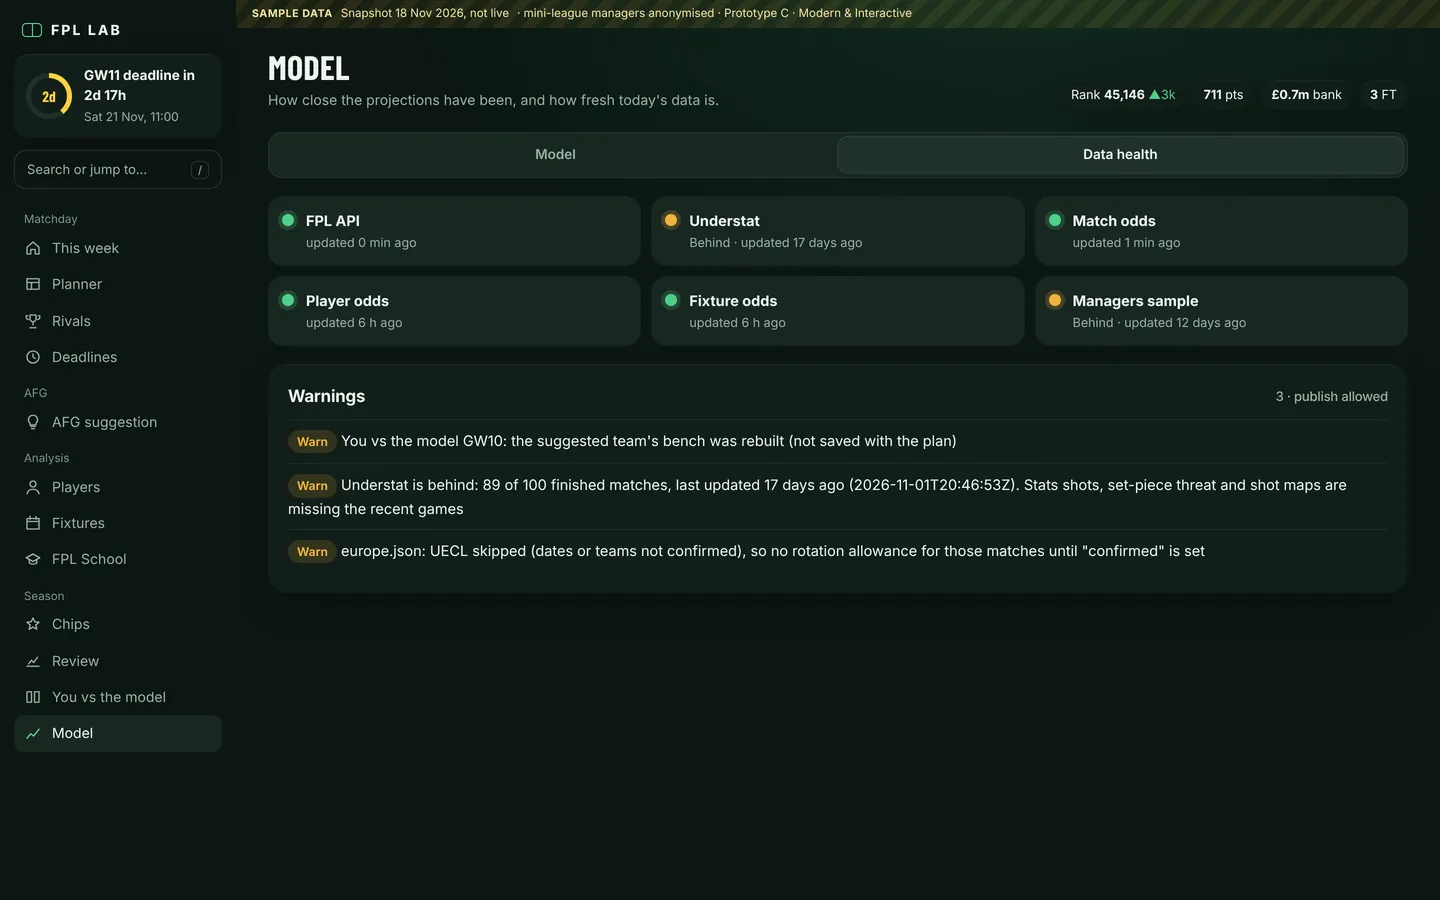 FPL LAB
GW11 deadline in
2d 17h
2d
Sat 21 Nov, 11:00
Search or jump to...
/
Matchday
This week
Planner
Rivals
Deadlines
AFG
AFG suggestion
Analysis
Players
Fixtures
FPL School
Season
Chips
Review
You vs the model
Model
SAMPLE DATA Snapshot 18 Nov 2026, not live · mini-league managers anonymised · Prototype C · Modern & Interactive
MODEL
How close the projections have been, and how fresh today's data is.
Rank 45,146 ▲3k 711 pts £0.7m bank 3 FT
Model
Data health
FPL API
updated 0 min ago
Understat
Behind · updated 17 days ago
Match odds
updated 1 min ago
Player odds
updated 6 h ago
Fixture odds
updated 6 h ago
Managers sample
Behind · updated 12 days ago
Warnings
3 · publish allowed
Warn You vs the model GW10: the suggested team's bench was rebuilt (not saved with the plan)
Warn Understat is behind: 89 of 100 finished matches, last updated 17 days ago (2026-11-01T20:46:53Z). Stats shots, set-piece threat and shot maps are
missing the recent games
Warn europe.json: UECL skipped (dates or teams not confirmed), so no rotation allowance for those matches until "confirmed" is set